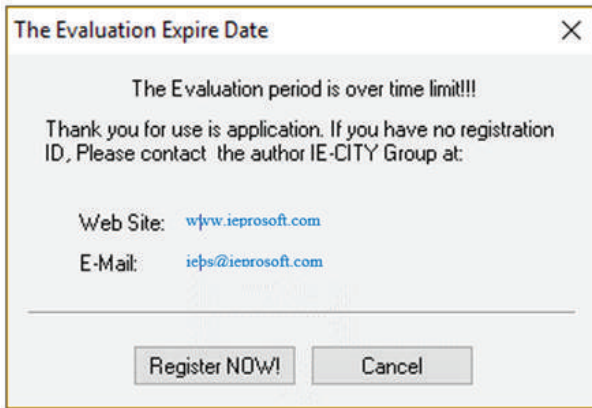 The Evaluation Expire Date
The Evaluation period is over time limit!!!
Thank you for use is application. If you have no registration
ID, Please contact the author IE-CITY Group at:
Web Site: www.ieprosoft.com
E-Mail: ieps@ieprosoft.com
Register NOW!
Cancel